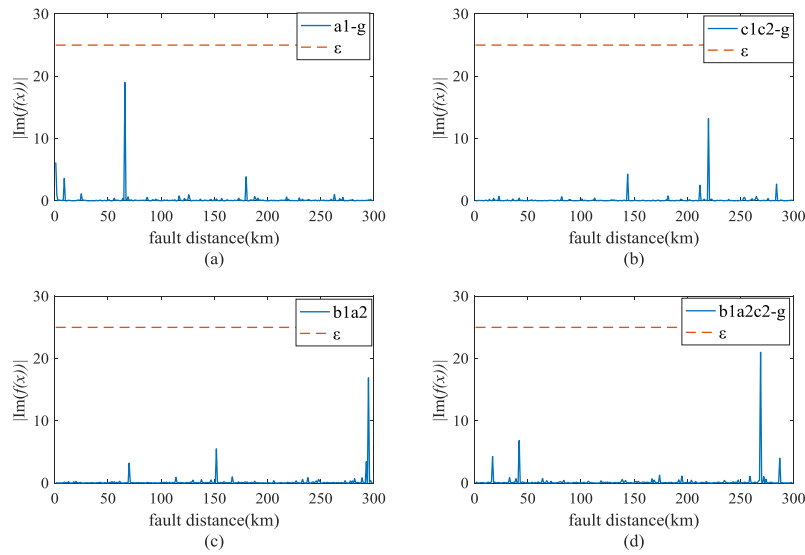 30
20
10
0
|Im(f(x))|
a1-g
ε
0 50 100 150 200 250 300
fault distance(km)
(a)
30
20
10
0
|Im(f(x))|
c1c2-g
ε
0 50 100 150 200 250 300
fault distance(km)
(b)
30
20
10
0
|Im(f(x))|
b1a2
ε
0 50 100 150 200 250 300
fault distance(km)
(c)
30
20
10
0
|Im(f(x))|
b1a2c2-g
ε
0 50 100 150 200 250 300
fault distance(km)
(d)